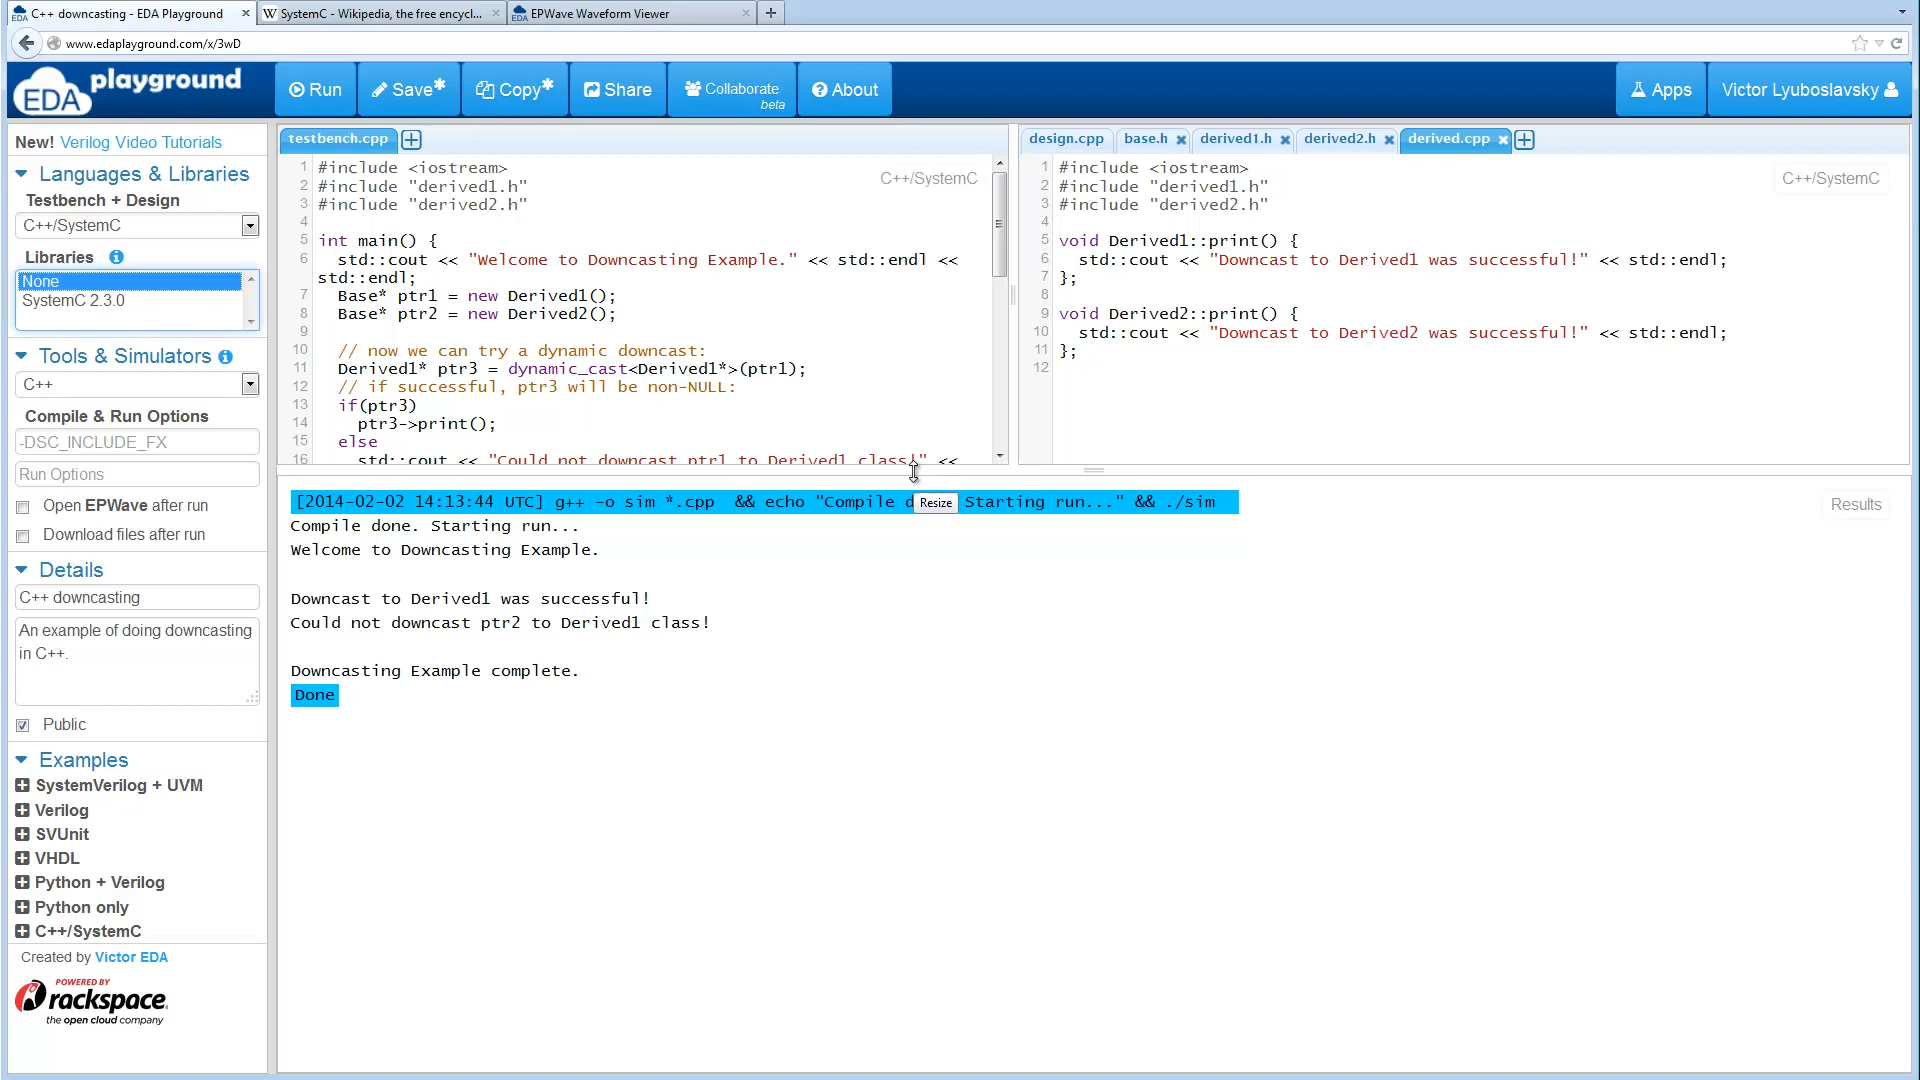 C++ downcasting - EDA Playground
SystemC - Wikipedia, the free encycl...
EPWave Waveform Viewer
www.edaplayground.com/x/3wD
EDA playground
Run
Save*
Copy*
Share
Collaborate
beta
About
Apps
Victor Lyuboslavsky
New! Verilog Video Tutorials
Languages & Libraries
Testbench + Design
C++/SystemC
Libraries
None
SystemC 2.3.0
Tools & Simulators
C++
Compile & Run Options
-DSC_INCLUDE_FX
Run Options
Open EPWave after run
Download files after run
Details
C++ downcasting
An example of doing downcasting
in C++.
Public
Examples
SystemVerilog + UVM
Verilog
SVUnit
VHDL
Python + Verilog
Python only
C++/SystemC
Created by Victor EDA
POWERED BY
rackspace
the open cloud company
testbench.cpp
C++/SystemC
1 #include <iostream>
2 #include "derived1.h"
3 #include "derived2.h"
4
5 int main() {
6 std::cout << "Welcome to Downcasting Example." << std::endl <<
std::endl;
7 Base* ptr1 = new Derived1();
8 Base* ptr2 = new Derived2();
9
10 // now we can try a dynamic downcast:
11 Derived1* ptr3 = dynamic_cast<Derived1*>(ptr1);
12 // if successful, ptr3 will be non-NULL:
13 if(ptr3)
14 ptr3->print();
15 else
16 std::cout << "Could not downcast ptr1 to Derived1 class!" <<
design.cpp
base.h
derived1.h
derived2.h
derived.cpp
C++/SystemC
1 #include <iostream>
2 #include "derived1.h"
3 #include "derived2.h"
4
5 void Derived1::print() {
6 std::cout << "Downcast to Derived1 was successful!" << std::endl;
7 };
8
9 void Derived2::print() {
10 std::cout << "Downcast to Derived2 was successful!" << std::endl;
11 };
12
[2014-02-02 14:13:44 UTC] g++ -o sim *.cpp && echo "Compile d Starting run..." && ./sim
Resize
Results
Compile done. Starting run...
Welcome to Downcasting Example.
Downcast to Derived1 was successful!
Could not downcast ptr2 to Derived1 class!
Downcasting Example complete.
Done